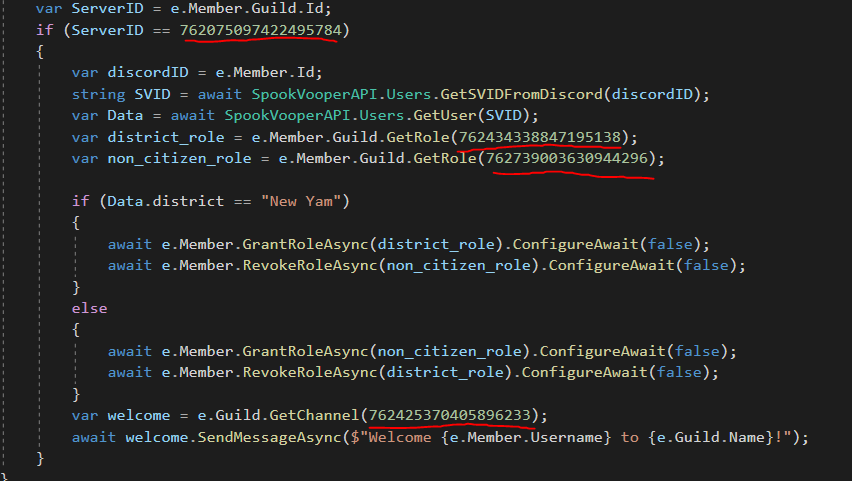 var ServerID = e.Member.Guild.Id;
if (ServerID == 762075097422495784)
{
var discordID = e.Member.Id;
string SVID = await SpookVooperAPI.Users.GetSVIDFromDiscord(discordID);
var Data = await SpookVooperAPI.Users.GetUser(SVID);
var district_role = e.Member.Guild.GetRole(762434338847195138);
var non_citizen_role = e.Member.Guild.GetRole(762739003630944296);
if (Data.district == "New Yam")
{
await e.Member.GrantRoleAsync(district_role).ConfigureAwait(false);
await e.Member.RevokeRoleAsync(non_citizen_role).ConfigureAwait(false);
}
else
{
await e.Member.GrantRoleAsync(non_citizen_role).ConfigureAwait(false);
await e.Member.RevokeRoleAsync(district_role).ConfigureAwait(false);
}
var welcome = e.Guild.GetChannel(762425370405896233);
await welcome.SendMessageAsync($"Welcome {e.Member.Username} to {e.Guild.Name}!");
}
}